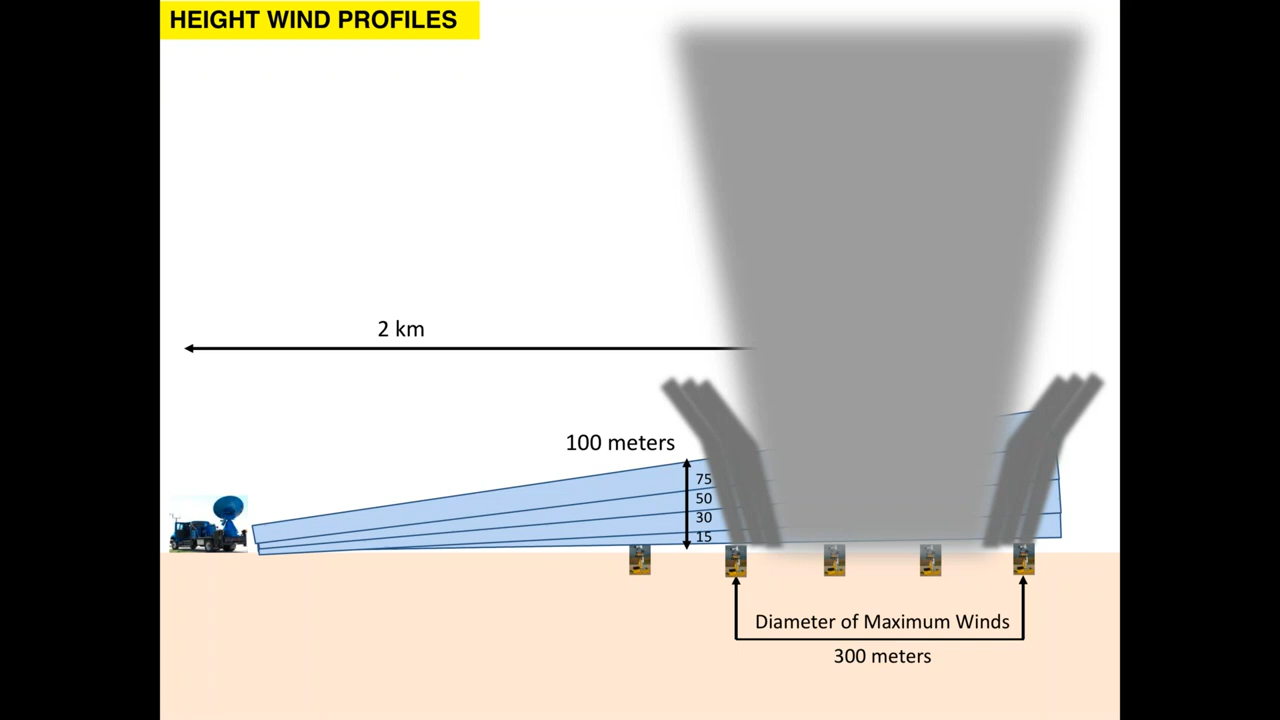 HEIGHT WIND PROFILES
2 km
100 meters
75
50
30
15
Diameter of Maximum Winds
300 meters